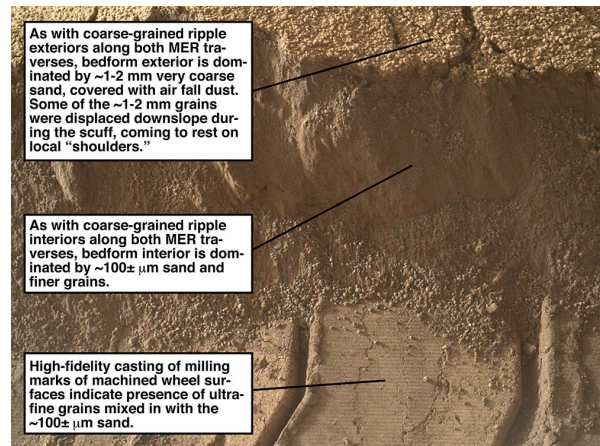 As with coarse-grained ripple
exteriors along both MER tra-
verses, bedform exterior is dom-
inated by ~1-2 mm very coarse
sand, covered with air fall dust.
Some of the ~1-2 mm grains
were displaced downslope du-
ring the scuff, coming to rest on
local “shoulders.”
As with coarse-grained ripple
interiors along both MER tra-
verses, bedform interior is dom-
inated by ~100± μm sand and
finer grains.
High-fidelity casting of milling
marks of machined wheel sur-
faces indicate presence of ultra-
fine grains mixed in with the
~100± μm sand.